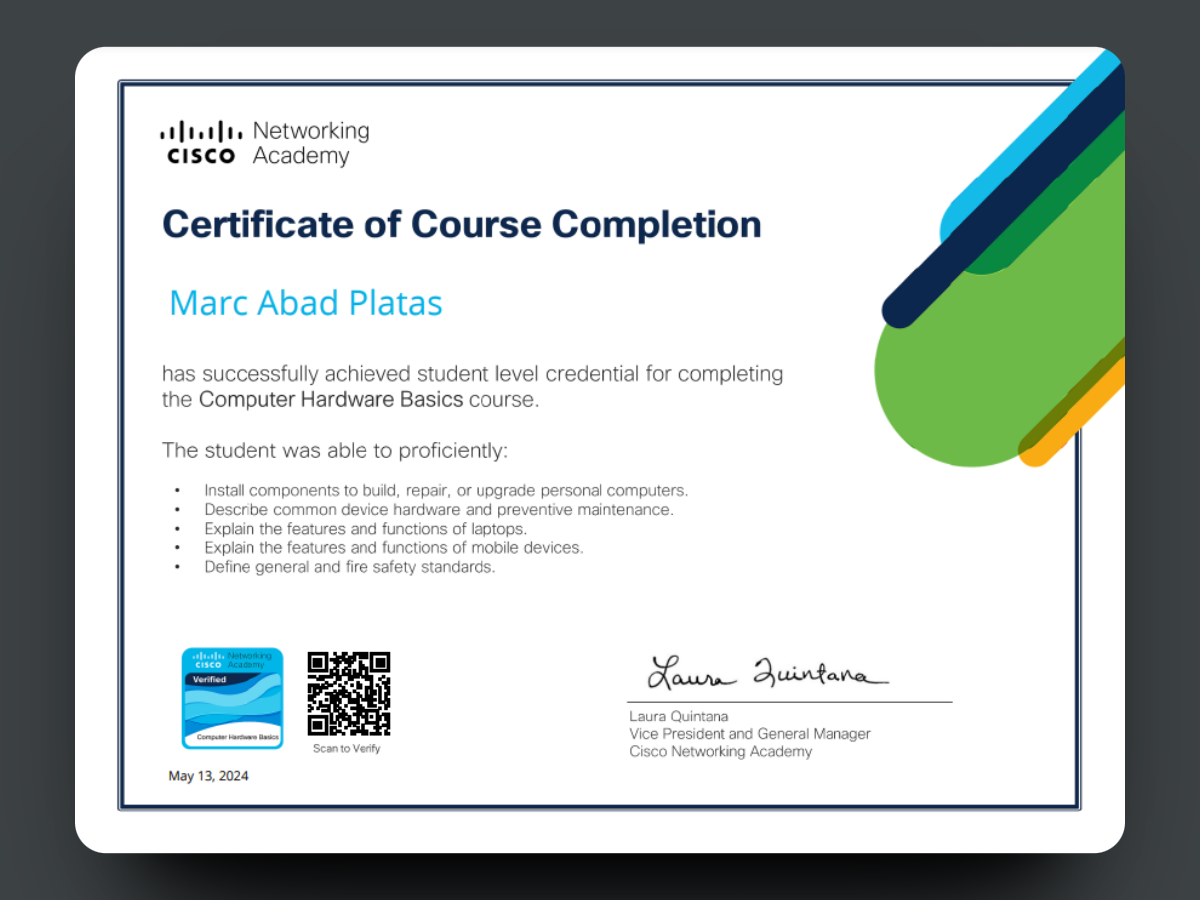 Networking
CISCO Academy
Certificate of Course Completion
Marc Abad Platas
has successfully achieved student level credential for completing
the Computer Hardware Basics course.
The student was able to proficiently:
• Install components to build, repair, or upgrade personal computers.
• Describe common device hardware and preventive maintenance.
• Explain the features and functions of laptops.
• Explain the features and functions of mobile devices.
• Define general and fire safety standards.
Networking
CISCO Academy
Verified
Computer Hardware Basics
Scan to Verify
May 13, 2024
Laura Quintana
Laura Quintana
Vice President and General Manager
Cisco Networking Academy